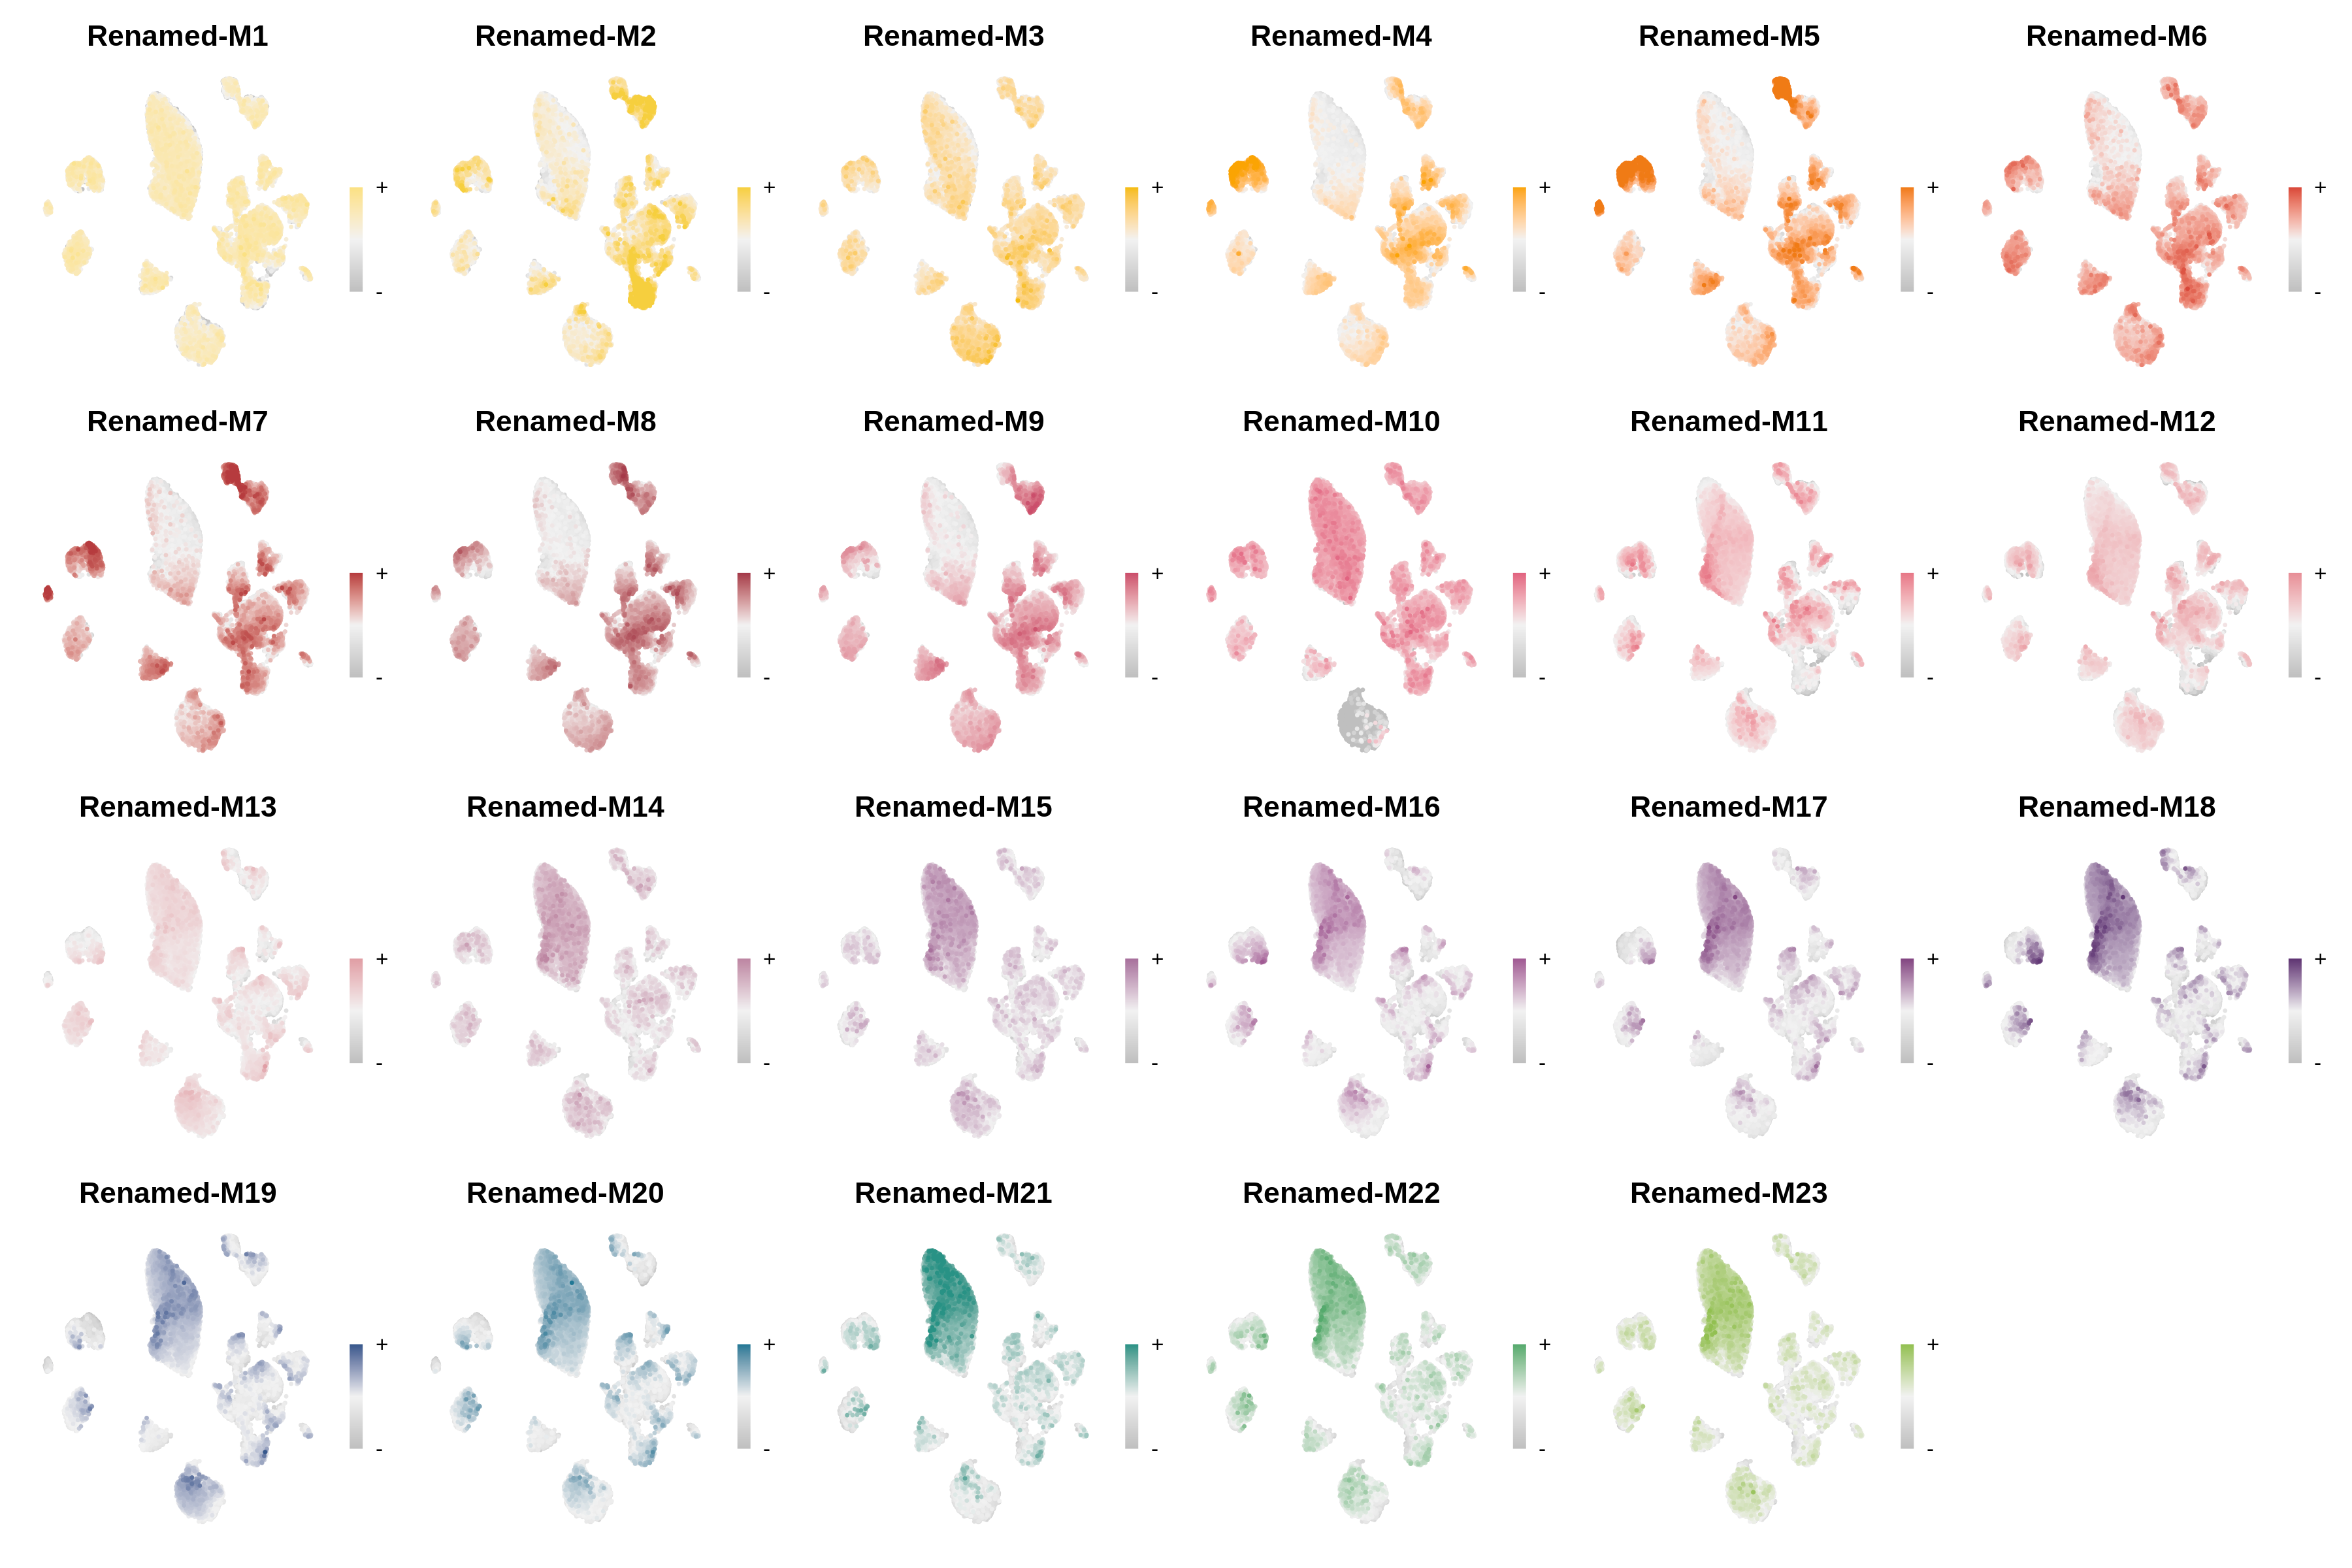 Renamed-M1 Renamed-M2 Renamed-M3 Renamed-M4 Renamed-M5 Renamed-M6
+ + + + + +
- - - - - -
Renamed-M7 Renamed-M8 Renamed-M9 Renamed-M10 Renamed-M11 Renamed-M12
+ + + + + +
- - - - - -
Renamed-M13 Renamed-M14 Renamed-M15 Renamed-M16 Renamed-M17 Renamed-M18
+ + + + + +
- - - - - -
Renamed-M19 Renamed-M20 Renamed-M21 Renamed-M22 Renamed-M23
+ + + + +
- - - - -